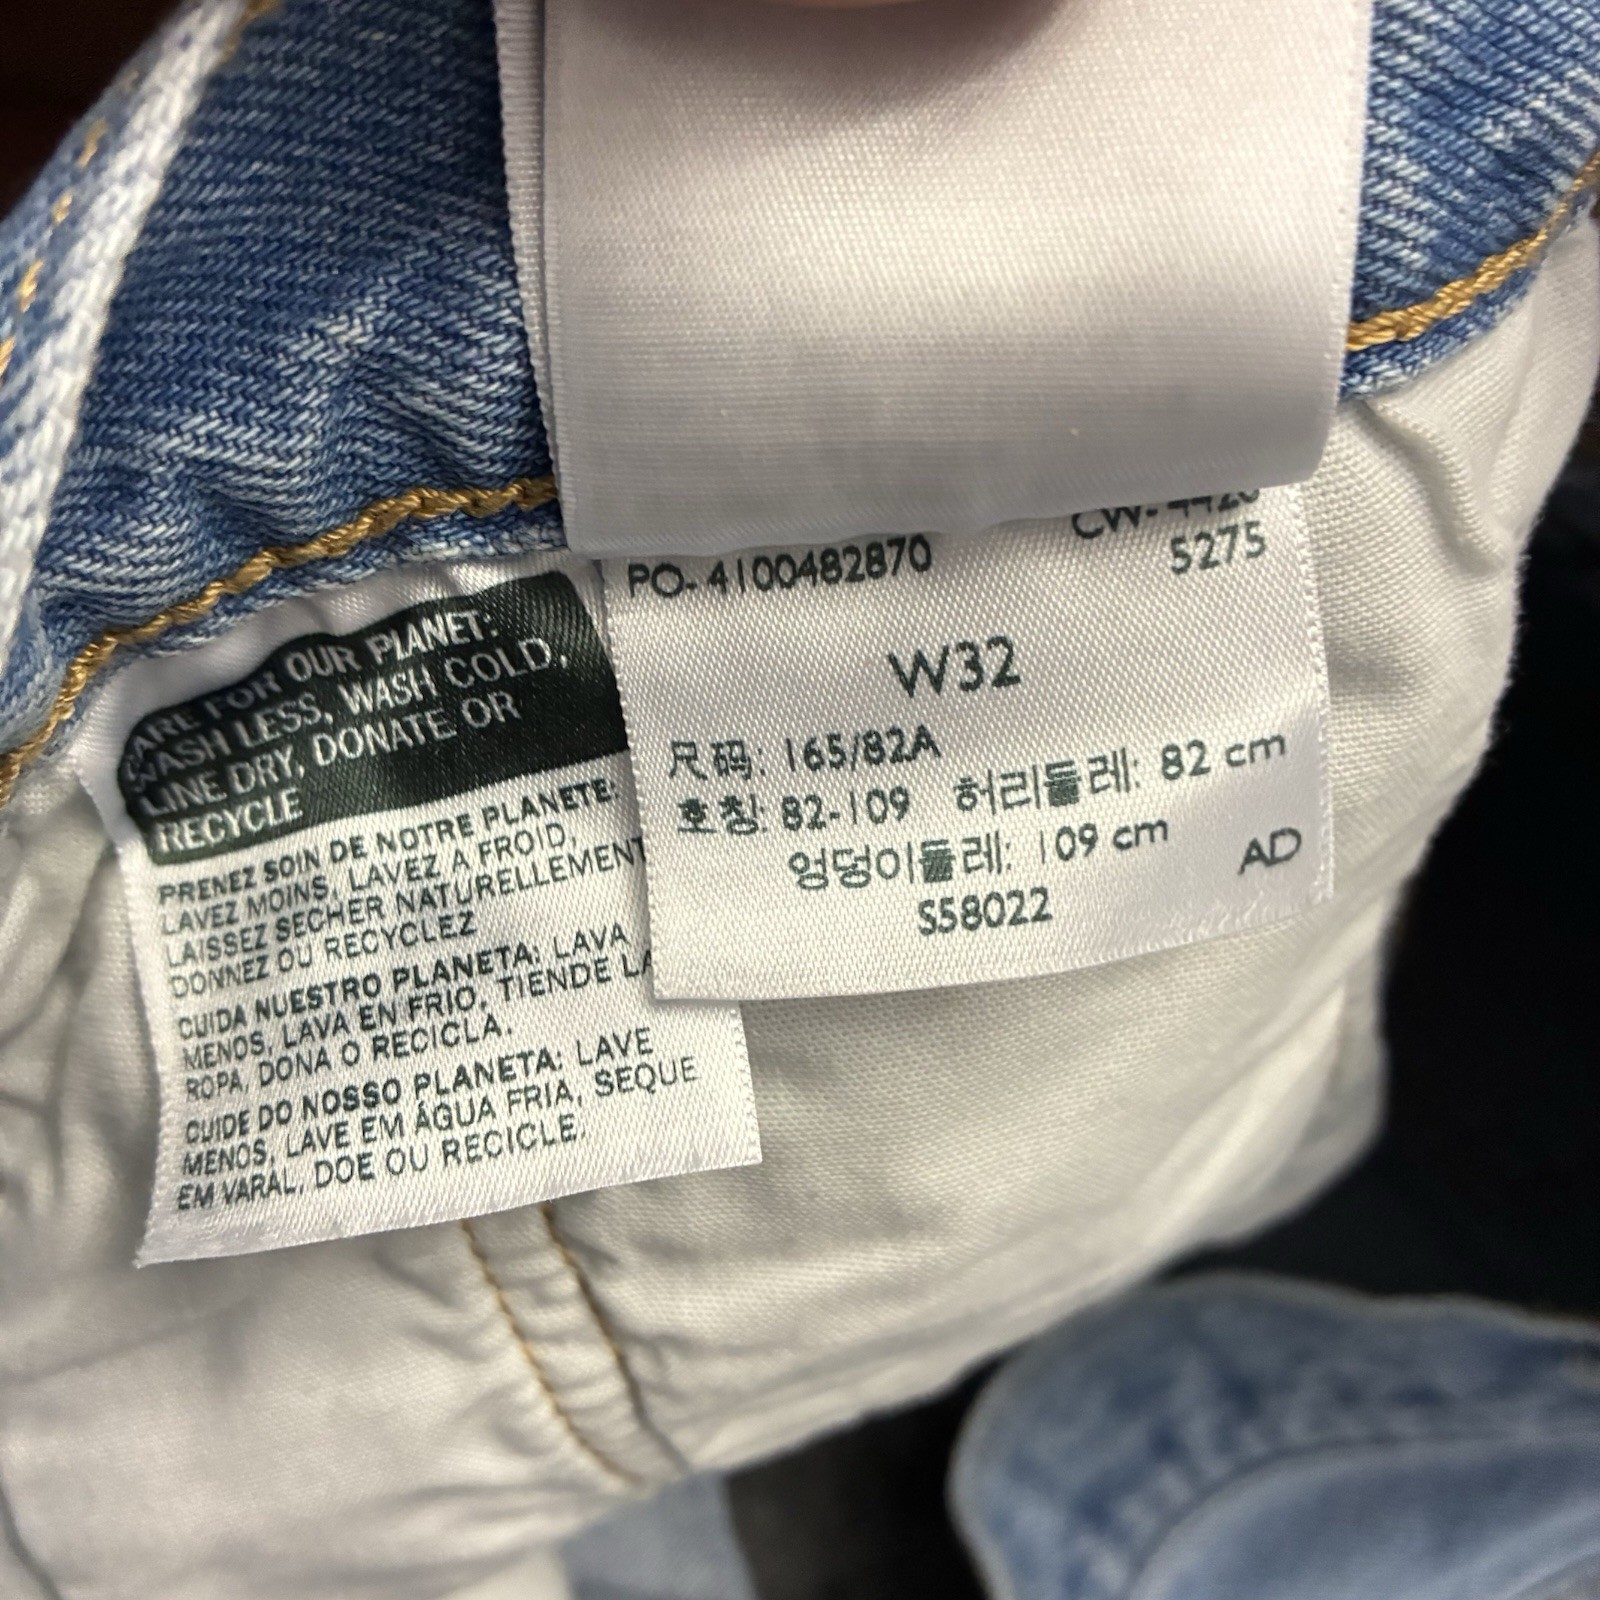 CARE FOR OUR PLANET:
WASH LESS, WASH COLD,
LINE DRY, DONATE OR
RECYCLE
PRENEZ SOIN DE NOTRE PLANETE:
LAVEZ MOINS, LAVEZ A FROID,
LAISSEZ SECHER NATURELLEMENT
DONNEZ OU RECYCLEZ
CUIDA NUESTRO PLANETA: LAVA
MENOS, LAVA EN FRIO, TIENDE LA
ROPA, DONA O RECICLA.
CUIDE DO NOSSO PLANETA: LAVE
MENOS, LAVE EM ÁGUA FRIA, SEQUE
EM VARAL, DOE OU RECICLE.
CW-
PO-4100482870 5275
W32
尺码: 165/82A
호칭: 82-109 허리둘레: 82 cm
엉덩이둘레: 109 cm AD
S58022